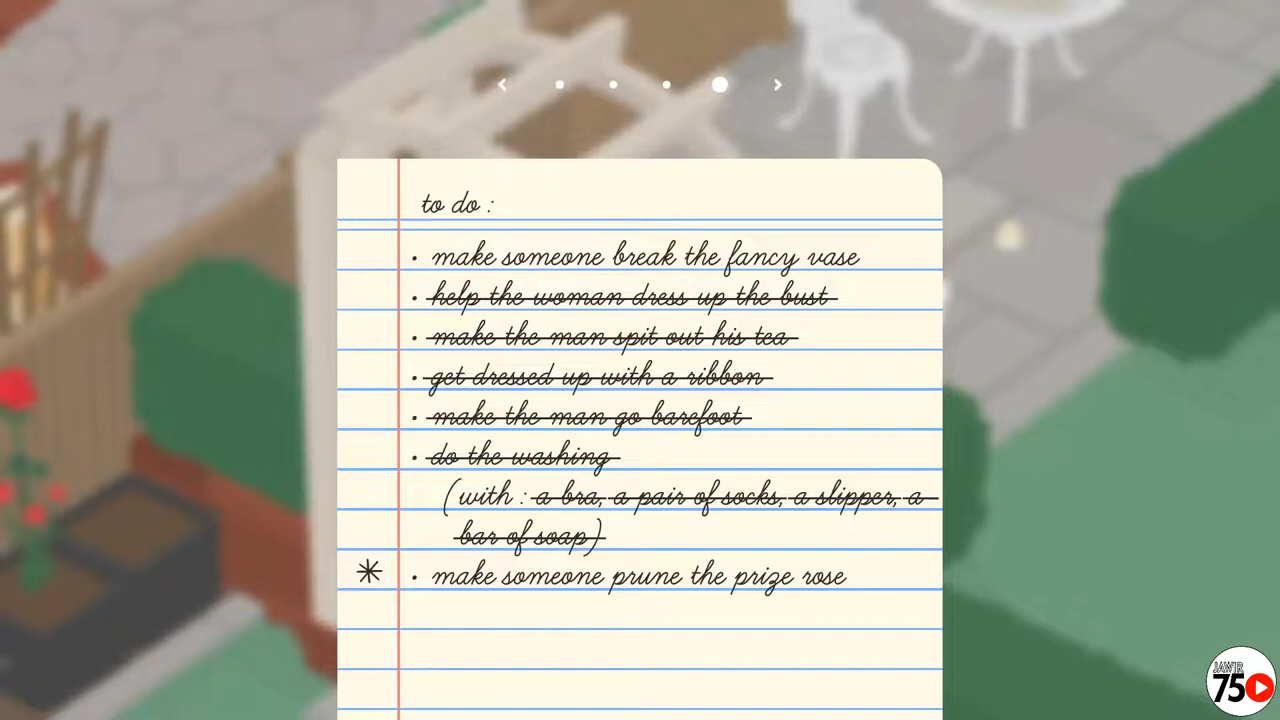 to do :
• make someone break the fancy vase
• help the woman dress up the bust
• make the man spit out his tea
• get dressed up with a ribbon
• make the man go barefoot
• do the washing
(with : a bra, a pair of socks, a slipper, a
bar of soap)
• make someone prune the prize rose
JAWIR
75